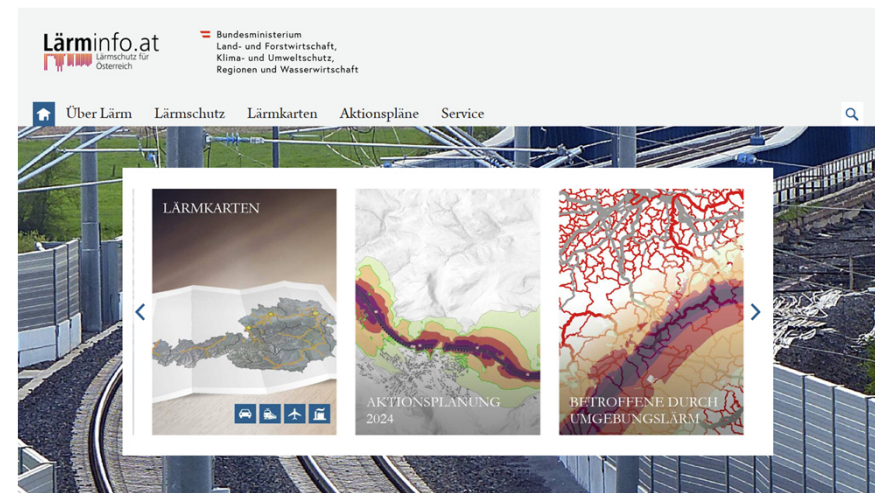 Lärminfo.at
Lärmschutz für
Österreich
Bundesministerium
Land- und Forstwirtschaft,
Klima- und Umweltschutz,
Regionen und Wasserwirtschaft
Über Lärm Lärmschutz Lärmkarten Aktionspläne Service
LÄRMKARTEN
AKTIONSPLANUNG
2024
BETROFFENE DURCH
UMGEBUNGSLÄRM